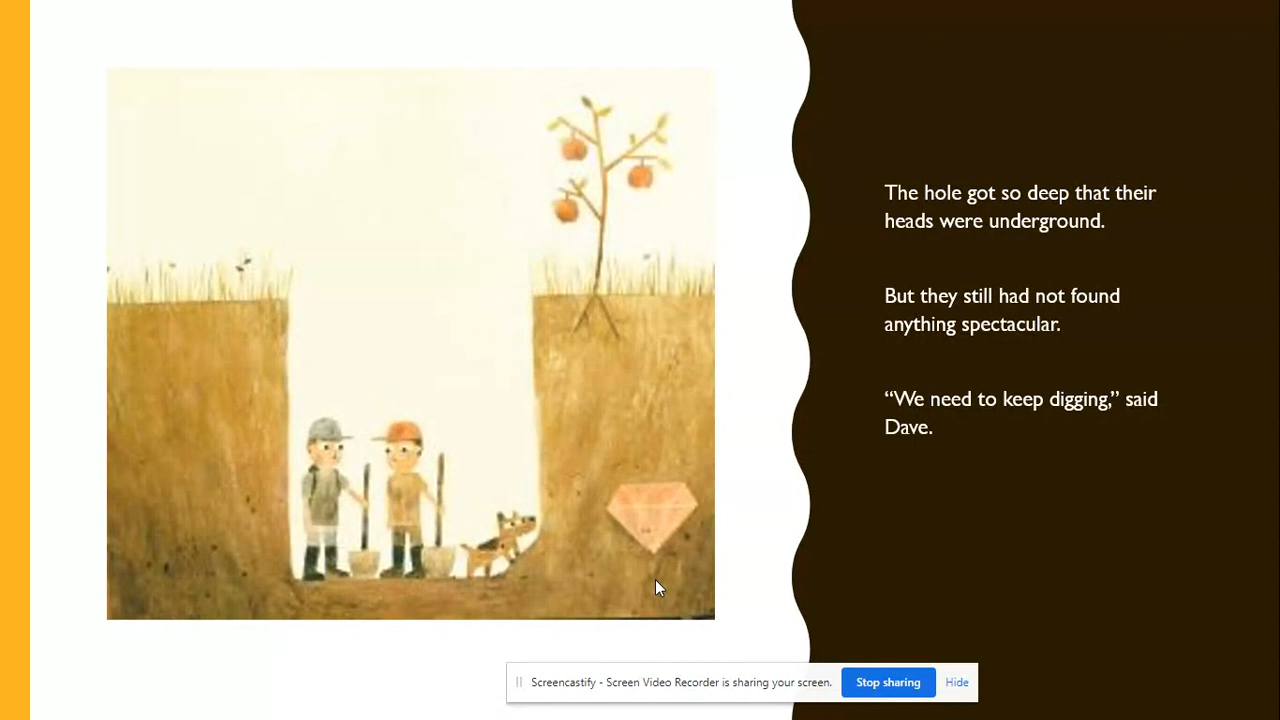 The hole got so deep that their
heads were underground.
But they still had not found
anything spectacular.
“We need to keep digging,” said
Dave.
Screencastify - Screen Video Recorder is sharing your screen.
Stop sharing
Hide